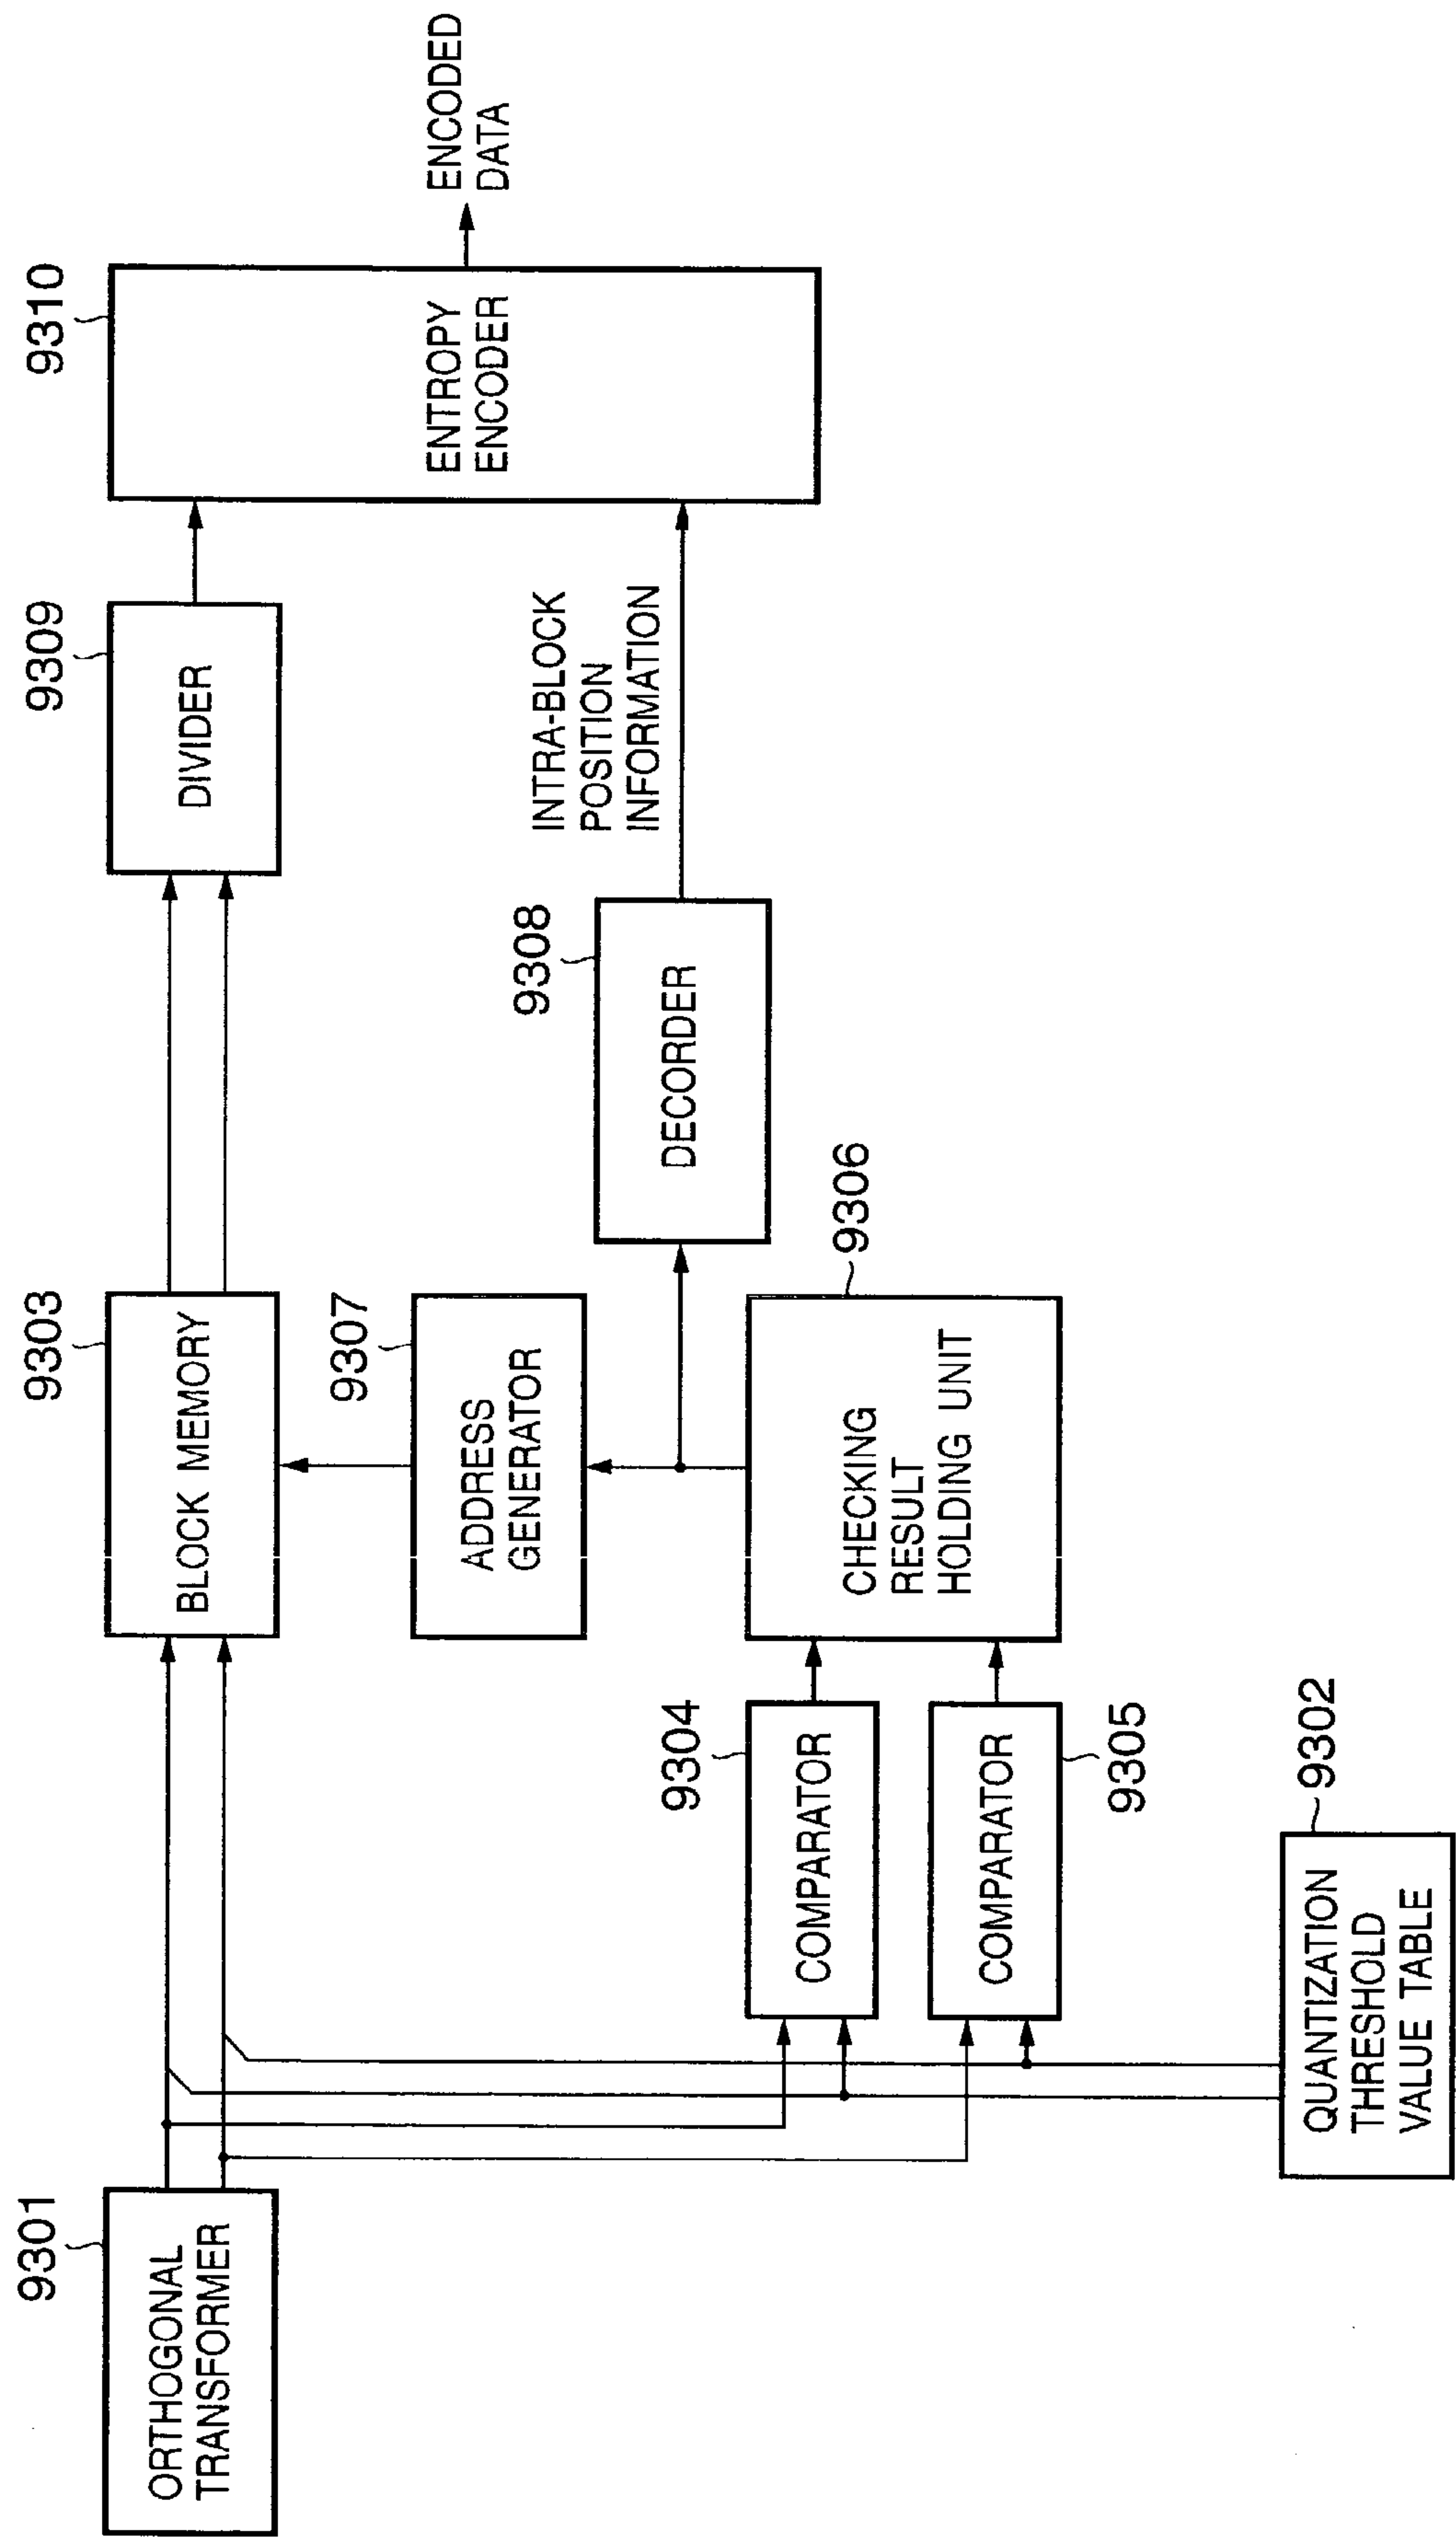 9301
ORTHOGONAL
TRANSFORMER
9303
BLOCK MEMORY
9309
DIVIDER
9310
ENTROPY
ENCODER
ENCODED
DATA
9307
ADDRESS
GENERATOR
9308
DECORDER
INTRA-BLOCK
POSITION
INFORMATION
9304
COMPARATOR
9306
CHECKING
RESULT
HOLDING UNIT
COMPARATOR
9305
9302
QUANTIZATION
THRESHOLD
VALUE TABLE